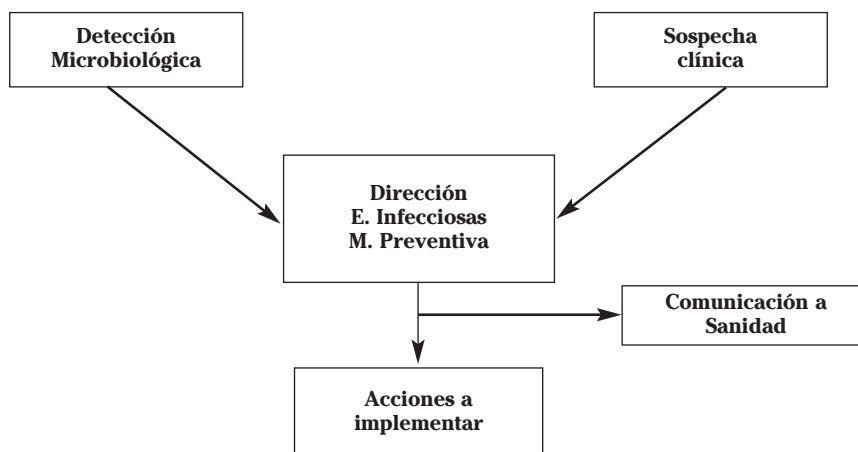 Detección
Microbiológica
Sospecha
clínica
Dirección
E. Infecciosas
M. Preventiva
Comunicación a
Sanidad
Acciones a
implementar